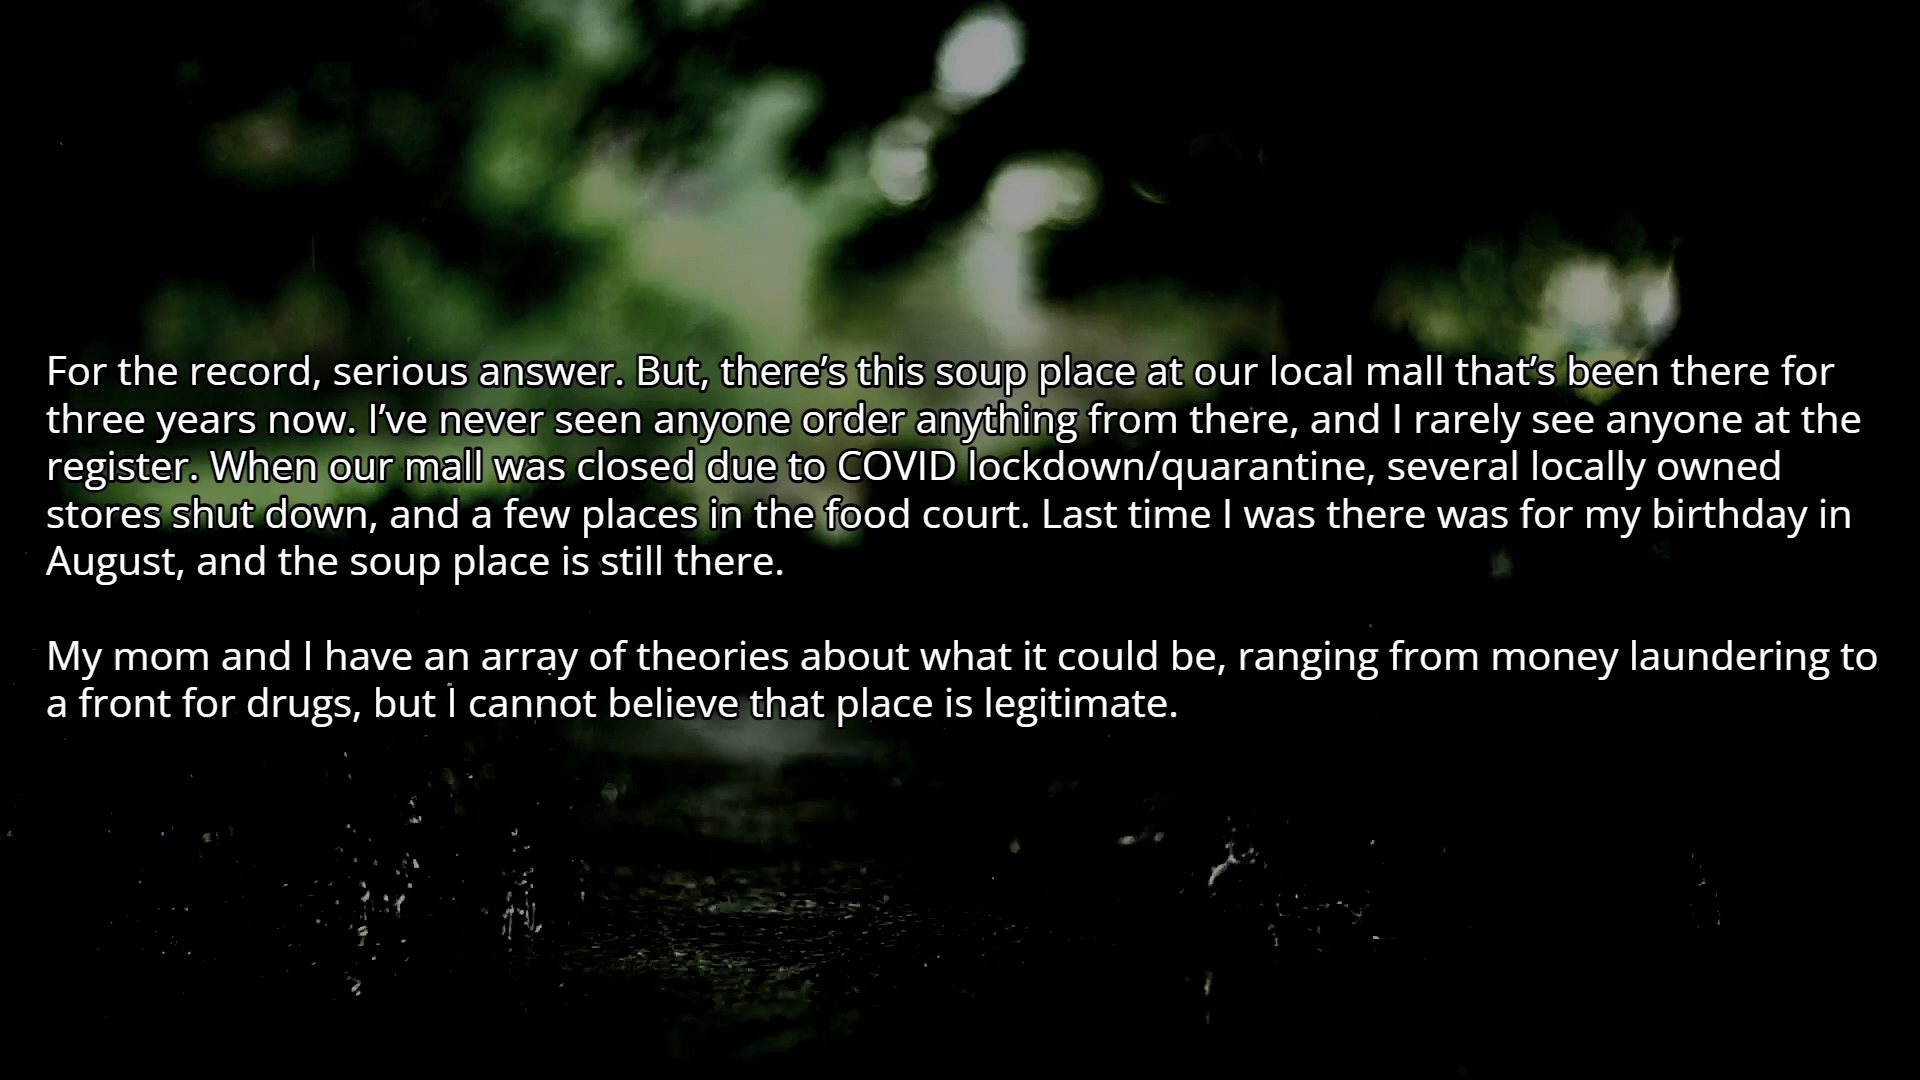 For the record, serious answer. But, there’s this soup place at our local mall that’s been there for
three years now. I’ve never seen anyone order anything from there, and I rarely see anyone at the
register. When our mall was closed due to COVID lockdown/quarantine, several locally owned
stores shut down, and a few places in the food court. Last time I was there was for my birthday in
August, and the soup place is still there.
My mom and I have an array of theories about what it could be, ranging from money laundering to
a front for drugs, but I cannot believe that place is legitimate.